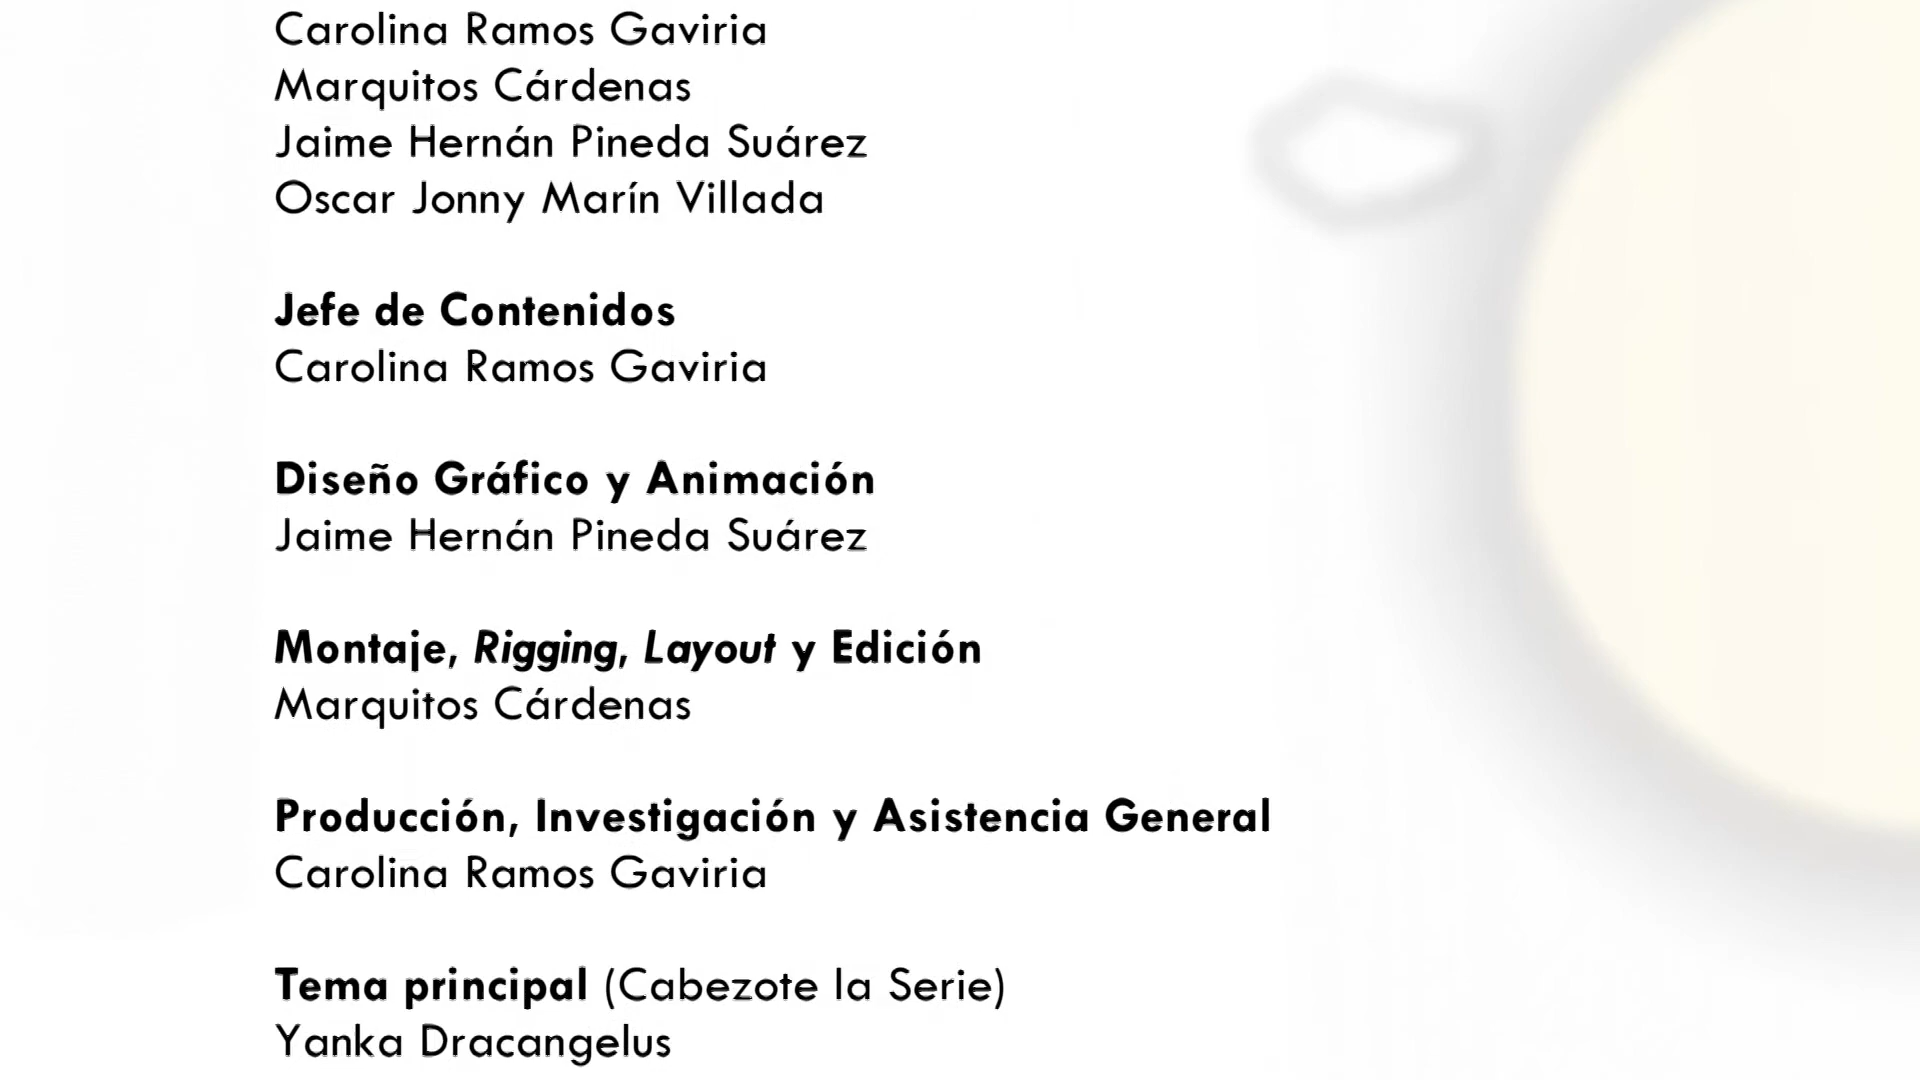 Carolina Ramos Gaviria
Marquitos Cárdenas
Jaime Hernán Pineda Suárez
Oscar Jonny Marín Villada
Jefe de Contenidos
Carolina Ramos Gaviria
Diseño Gráfico y Animación
Jaime Hernán Pineda Suárez
Montaje, Rigging, Layout y Edición
Marquitos Cárdenas
Producción, Investigación y Asistencia General
Carolina Ramos Gaviria
Tema principal (Cabezote la Serie)
Yanka Dracangelus